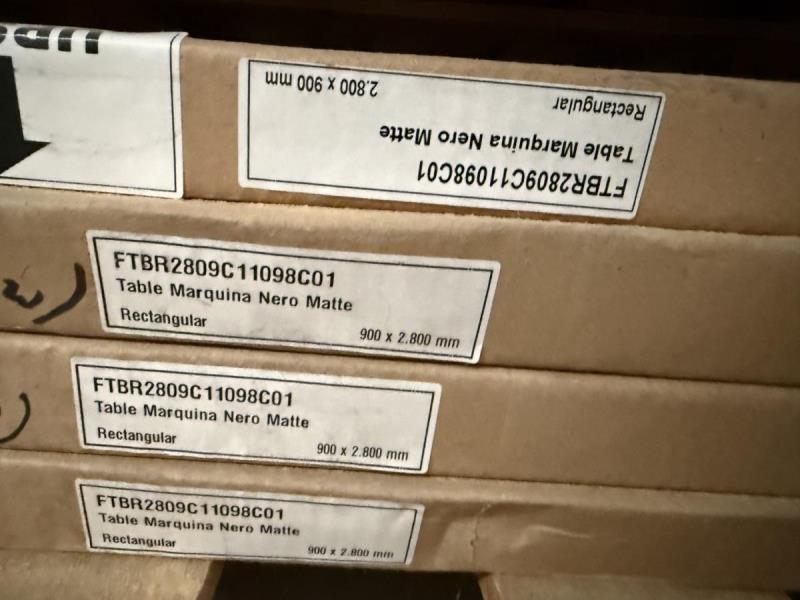 FTBR2809C11098C01
Table Marquina Nero Matte
Rectangular
2.800 x 900 mm
FTBR2809C11098C01
Table Marquina Nero Matte
Rectangular
900 x 2.800 mm
FTBR2809C11098C01
Table Marquina Nero Matte
Rectangular
900 x 2.800 mm
FTBR2809C11098C01
Table Marquina Nero Matte
Rectangular
900 x 2.800 mm